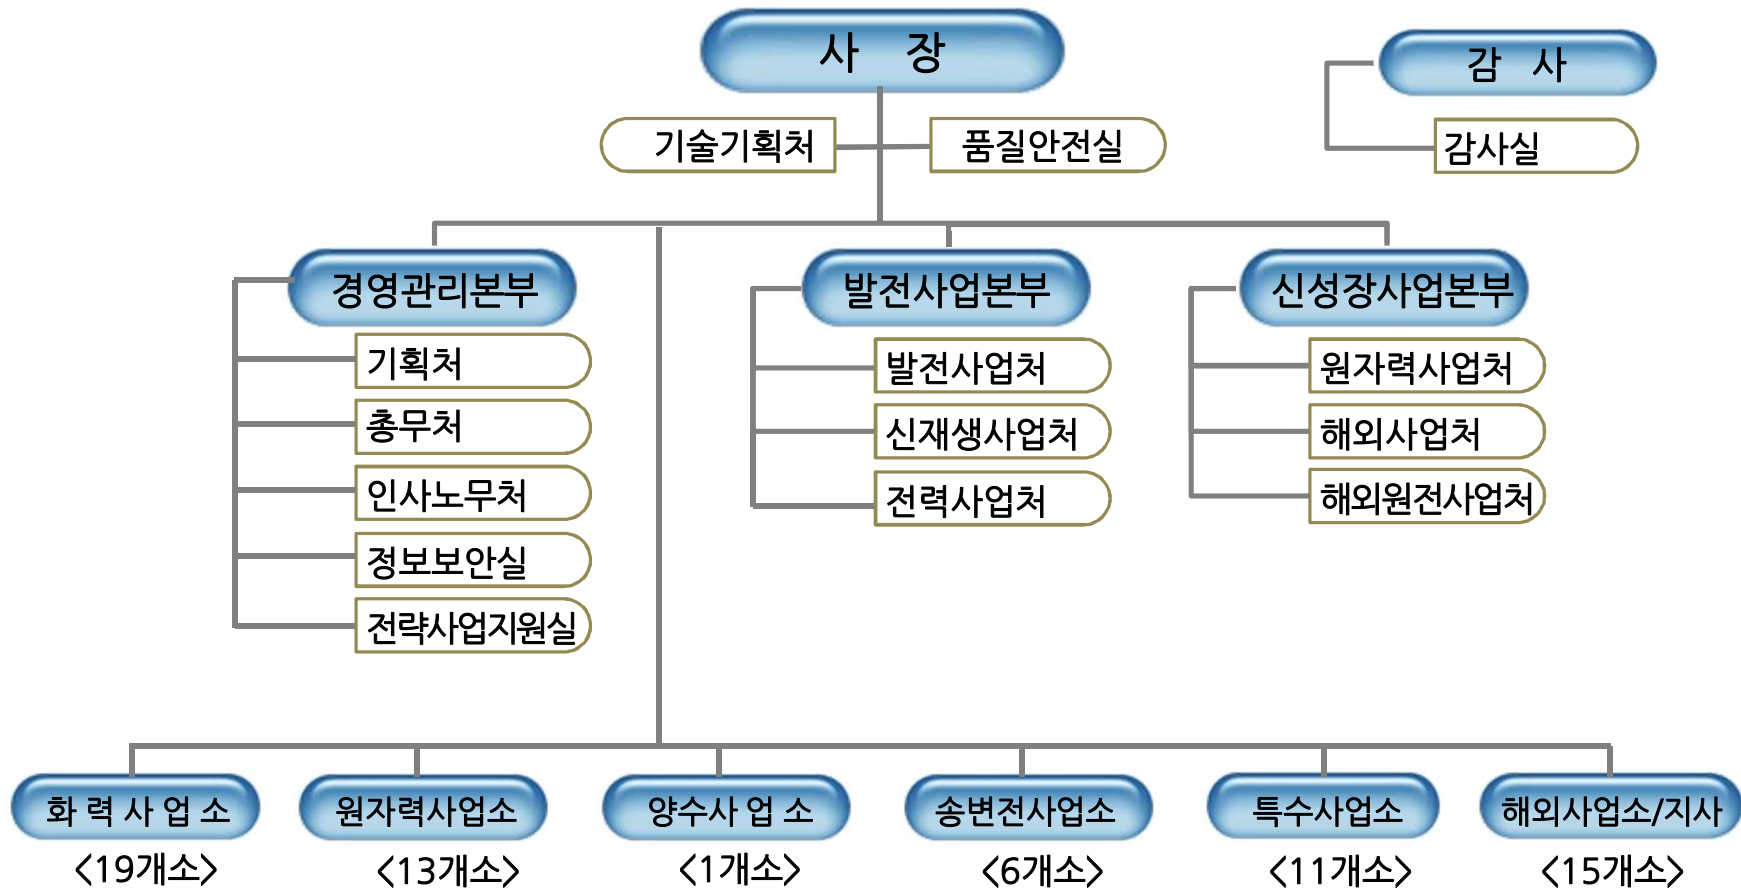 사 장
감 사
기술기획처
품질안전실
감사실
경영관리본부
발전사업본부
신성장사업본부
기획처
총무처
인사노무처
정보보안실
전략사업지원실
발전사업처
신재생사업처
전력사업처
원자력사업처
해외사업처
해외원전사업처
화 력 사 업 소
원자력사업소
양수사 업 소
송변전사업소
특수사업소
해외사업소/지사
<19개소>
<13개소>
<1개소>
<6개소>
<11개소>
<15개소>